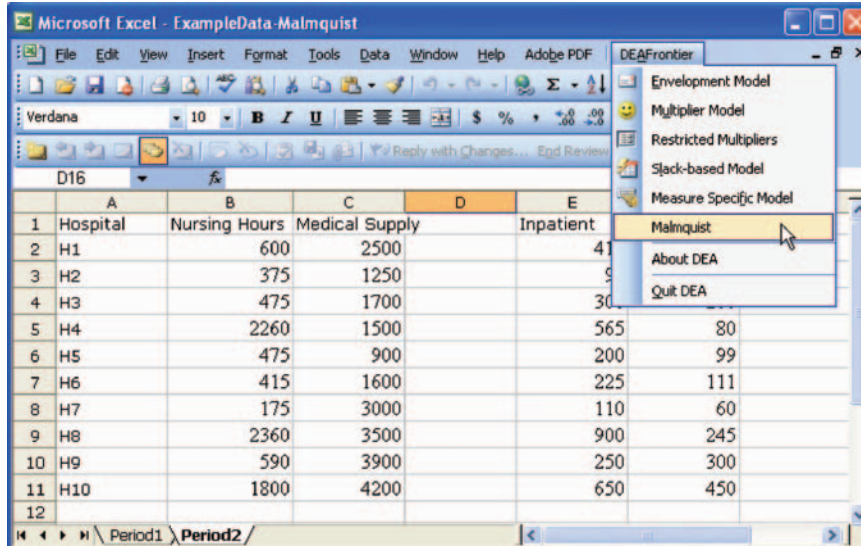 Microsoft Excel - ExampleData-Malmquist
File Edit View Insert Format Tools Data Window Help Adobe PDF DEAFrontier
Verdana 10 B I U $ %
Reply with Changes... End Review
D16 fx
Envelopment Model
Multiplier Model
Restricted Multipliers
Slack-based Model
Measure Specific Model
Malmquist
About DEA
Quit DEA
A B C D E
1 Hospital Nursing Hours Medical Supply Inpatient
2 H1 600 2500
3 H2 375 1250
4 H3 475 1700
5 H4 2260 1500 565 80
6 H5 475 900 200 99
7 H6 415 1600 225 111
8 H7 175 3000 110 60
9 H8 2360 3500 900 245
10 H9 590 3900 250 300
11 H10 1800 4200 650 450
12
Period1 Period2